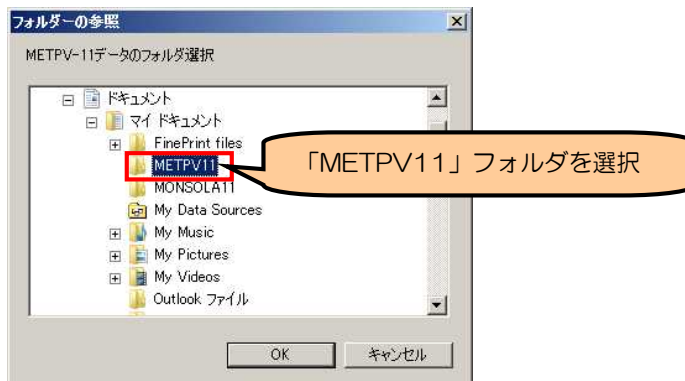 フォルダーの参照
METPV-11データのフォルダ選択
ドキュメント
マイ ドキュメント
FinePrint files
METPV11
「METPV11」フォルダを選択
MONSOLA11
My Data Sources
My Music
My Pictures
My Videos
Outlook ファイル
OK
キャンセル